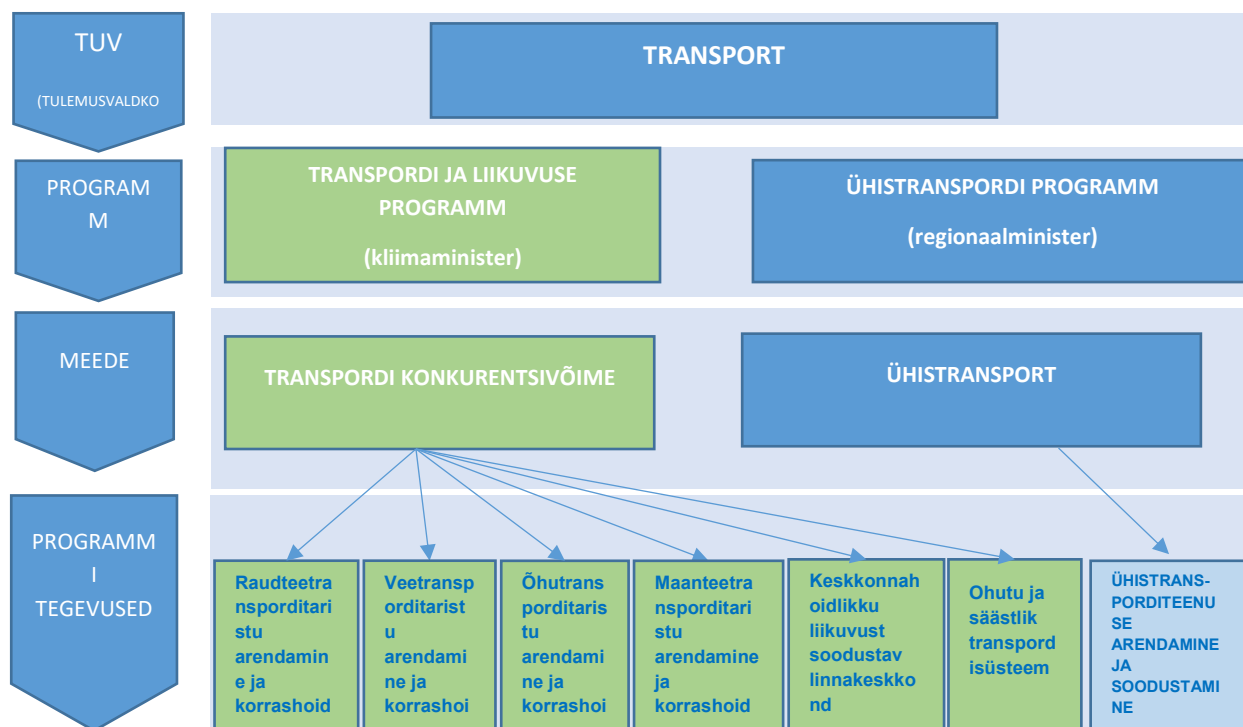 TUV
(TULEMUSVALDKO
TRANSPORT
PROGRAM
M
TRANSPORDI JA LIIKUVUSE
PROGRAMM
(kliimaminister)
ÜHISTRANSPORDI PROGRAMM
(regionaalminister)
MEEDE
TRANSPORDI KONKURENTSIVÕIME
ÜHISTRANSPORT
PROGRAMM
I
TEGEVUSED
Raudteetra
nsporditari
stu
arendamin
e ja
korrashoid
Veetransp
orditarist
u
arendami
ne ja
korrashoi
Õhutrans
porditaris
tu
arendami
ne ja
korrashoi
Maanteetra
nsporditari
stu
arendamine
ja
korrashoid
Keskkonnah
oidlikku
liikuvust
soodustav
linnakeskko
nd
Ohutu ja
säästlik
transpord
isüsteem
ÜHISTRANS-
PORDITEENU
SE
ARENDAMINE
JA
SOODUSTAMI
NE